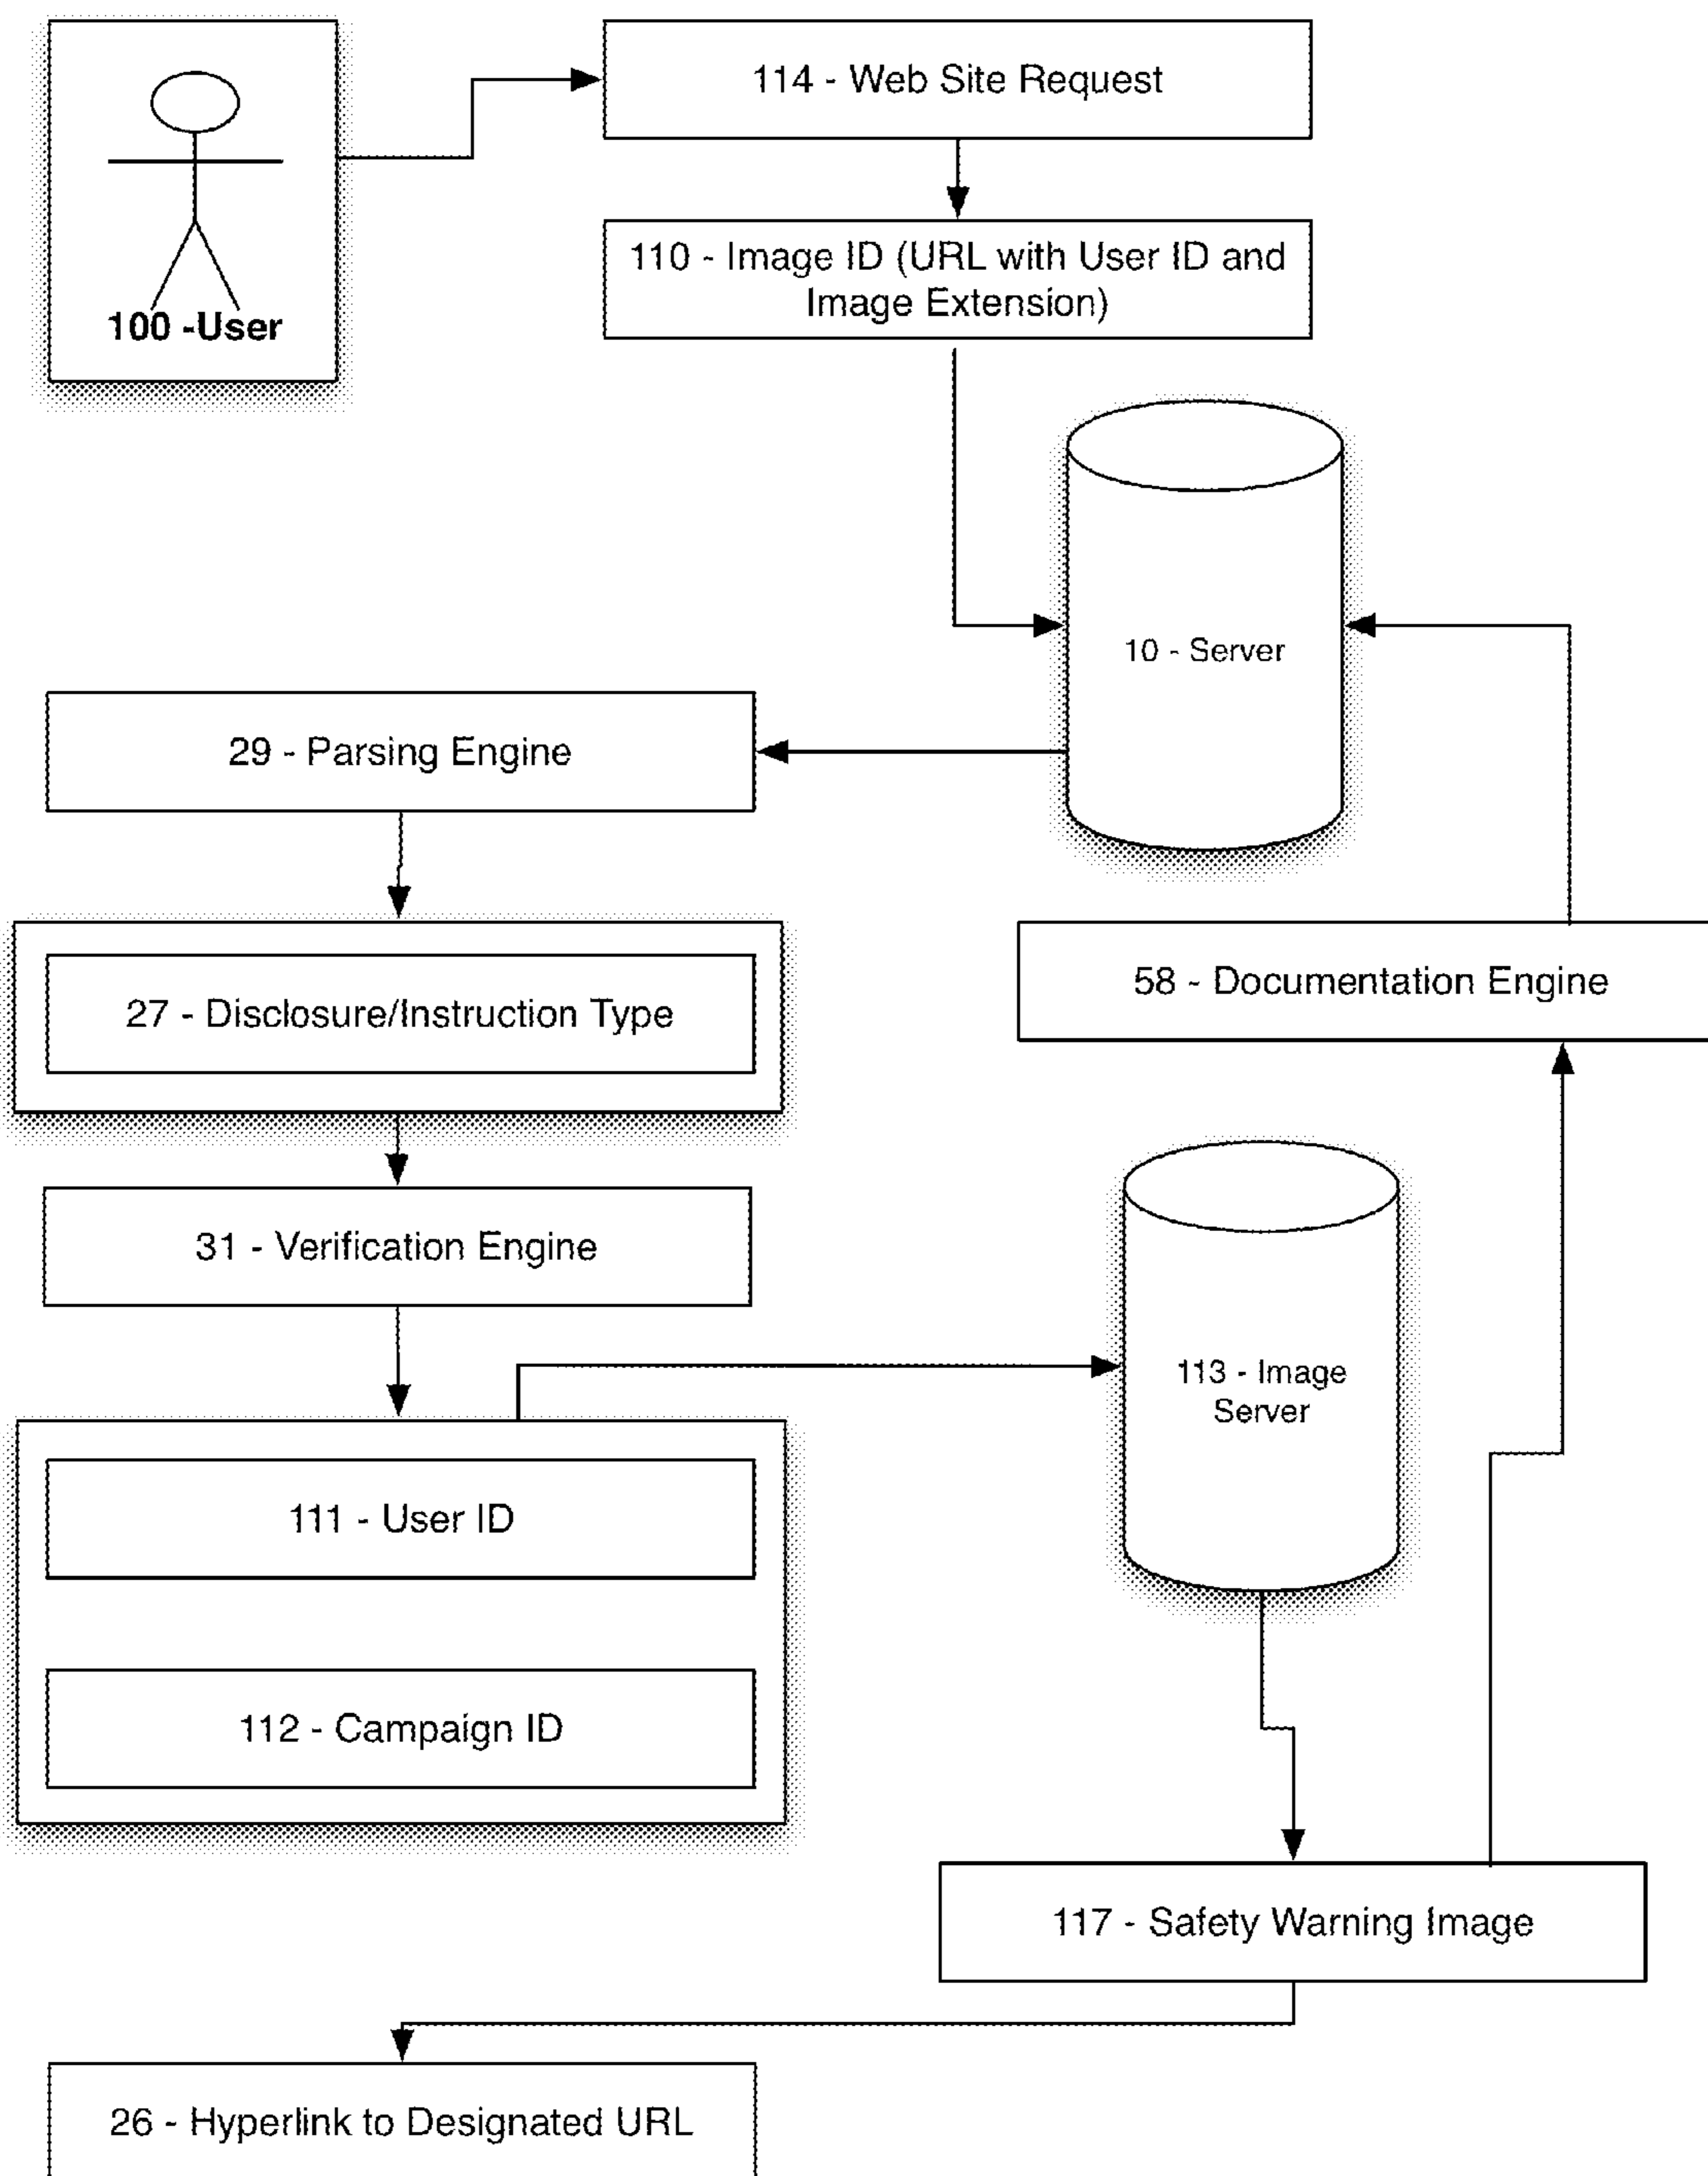 114 - Web Site Request
100 -User
110 - Image ID (URL with User ID and
Image Extension)
10 - Server
29 - Parsing Engine
27 - Disclosure/Instruction Type
58 - Documentation Engine
31 - Verification Engine
113 - Image
Server
111 - User ID
112 - Campaign ID
117 - Safety Warning Image
26 - Hyperlink to Designated URL